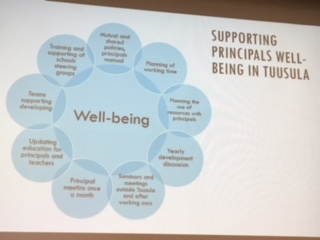 SUPPORTING
PRINCIPALS WELL-
BEING IN TUUSULA
Mutual and
shared
policies,
principals
manual
Planning of
working time
Planning the
use of
resources with
principals
Yearly
development
discussion
Summers and
meetings
outside Tuusula
and after
working ours
Principal
meetins once
a month
Updating
education for
principals and
teachers
Teams
supporting
developing
Training and
supporting of
schools
steering
groups
Well-being